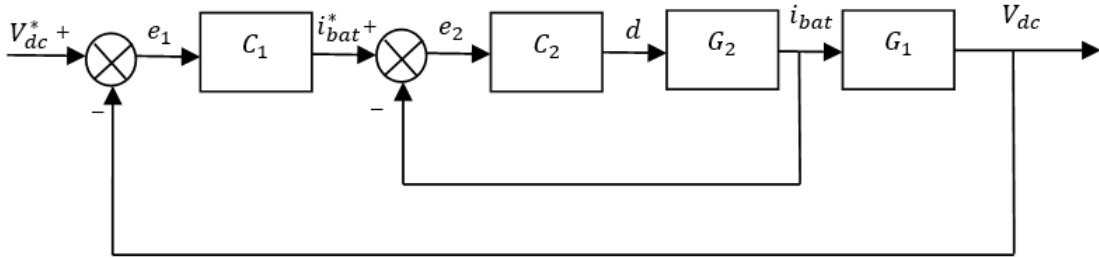 V*dc + e1 C1 i*bat + e2 C2 d G2 ibat G1 Vdc
− −